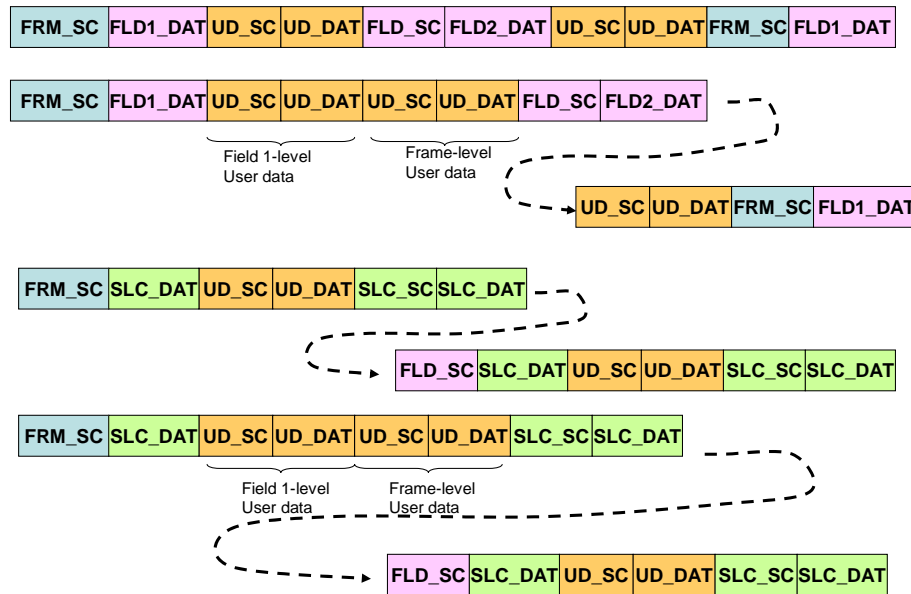 FRM_SC FLD1_DAT UD_SC UD_DAT FLD_SC FLD2_DAT UD_SC UD_DAT FRM_SC FLD1_DAT
FRM_SC FLD1_DAT UD_SC UD_DAT UD_SC UD_DAT FLD_SC FLD2_DAT
Field 1-level Frame-level
User data User data
UD_SC UD_DAT FRM_SC FLD1_DAT
FRM_SC SLC_DAT UD_SC UD_DAT SLC_SC SLC_DAT
FLD_SC SLC_DAT UD_SC UD_DAT SLC_SC SLC_DAT
FRM_SC SLC_DAT UD_SC UD_DAT UD_SC UD_DAT SLC_SC SLC_DAT
Field 1-level Frame-level
User data User data
FLD_SC SLC_DAT UD_SC UD_DAT SLC_SC SLC_DAT